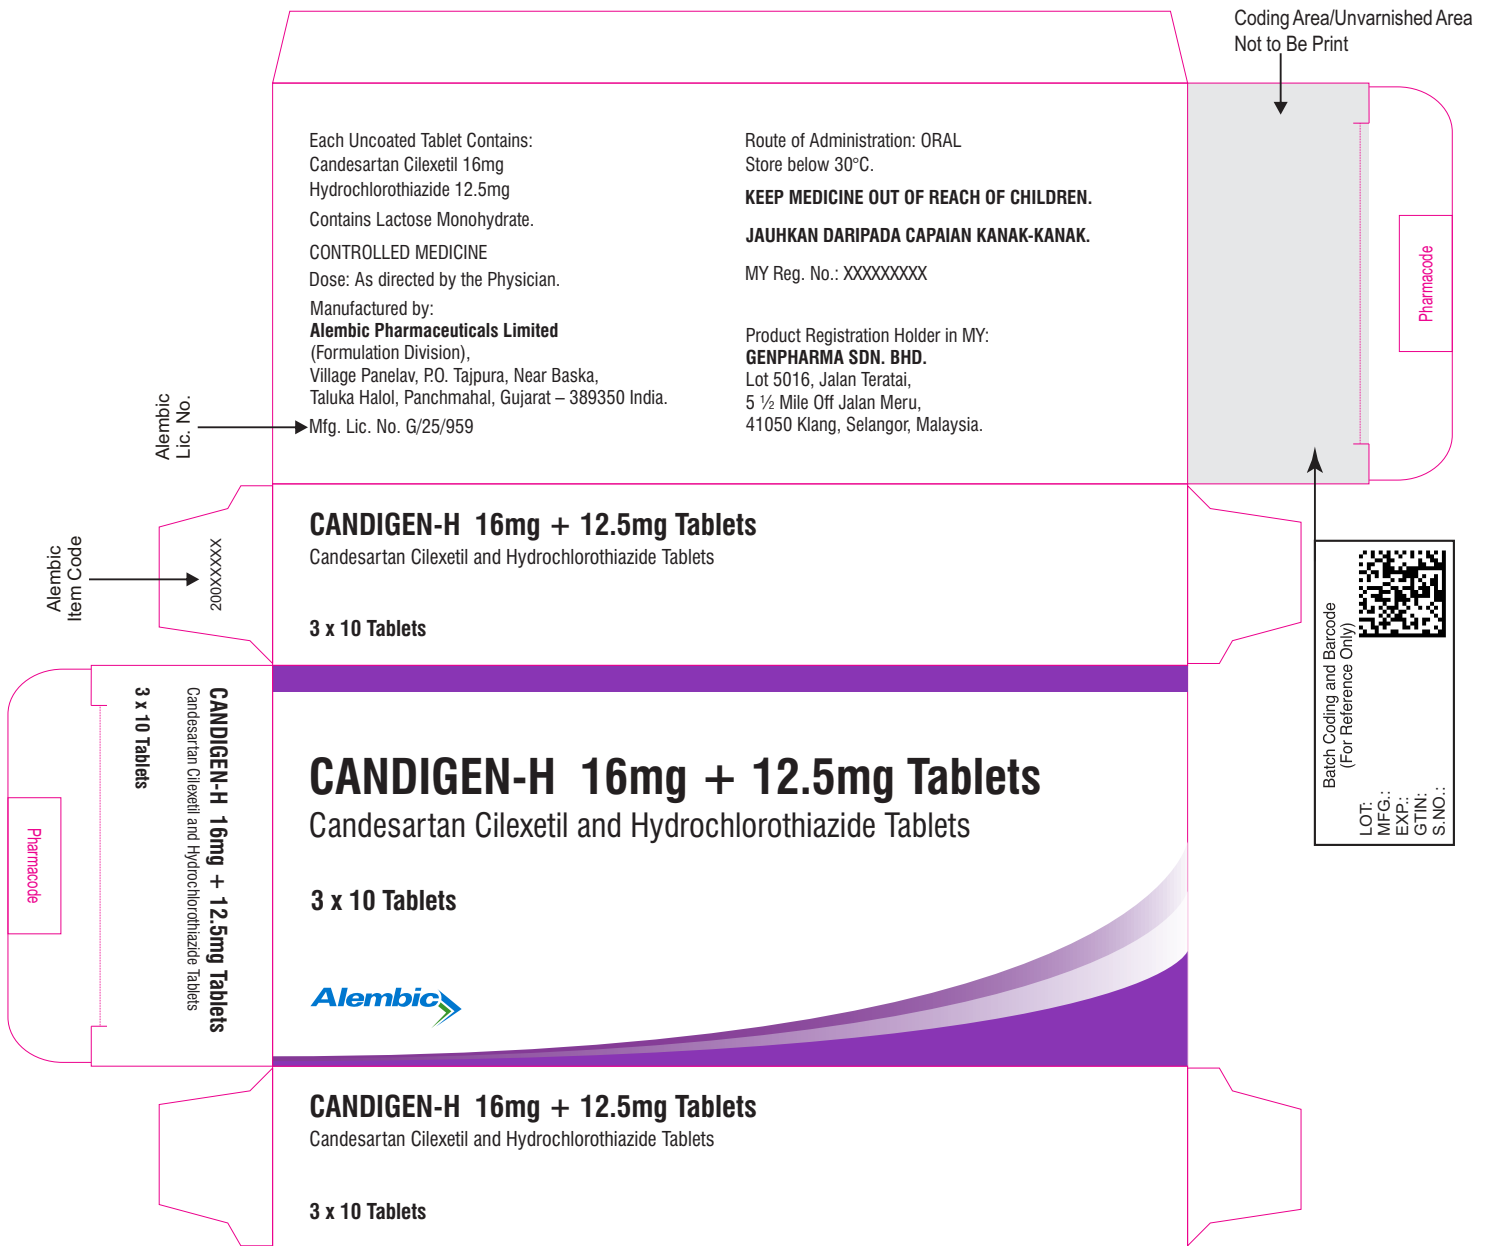 Coding Area/Unvarnished Area
Not to Be Print
Each Uncoated Tablet Contains:
Candesartan Cilexetil 16mg
Hydrochlorothiazide 12.5mg
Contains Lactose Monohydrate.
CONTROLLED MEDICINE
Dose: As directed by the Physician.
Manufactured by:
Alembic Pharmaceuticals Limited
(Formulation Division),
Village Panelav, P.O. Tajpura, Near Baska,
Taluka Halol, Panchmahal, Gujarat – 389350 India.
Mfg. Lic. No. G/25/959
Route of Administration: ORAL
Store below 30°C.
KEEP MEDICINE OUT OF REACH OF CHILDREN.
JAUHKAN DARIPADA CAPAIAN KANAK-KANAK.
MY Reg. No.: XXXXXXXXX
Product Registration Holder in MY:
GENPHARMA SDN. BHD.
Lot 5016, Jalan Teratai,
5 ½ Mile Off Jalan Meru,
41050 Klang, Selangor, Malaysia.
Pharmacode
Alembic
Lic. No.
Alembic
Item Code
200XXXXX
CANDIGEN-H 16mg + 12.5mg Tablets
Candesartan Cilexetil and Hydrochlorothiazide Tablets
3 x 10 Tablets
Batch Coding and Barcode
(For Reference Only)
LOT:
MFG.:
EXP.:
GTIN:
S.NO.:
Pharmacode
CANDIGEN-H 16mg + 12.5mg Tablets
Candesartan Cilexetil and Hydrochlorothiazide Tablets
3 x 10 Tablets
CANDIGEN-H 16mg + 12.5mg Tablets
Candesartan Cilexetil and Hydrochlorothiazide Tablets
3 x 10 Tablets
Alembic
CANDIGEN-H 16mg + 12.5mg Tablets
Candesartan Cilexetil and Hydrochlorothiazide Tablets
3 x 10 Tablets